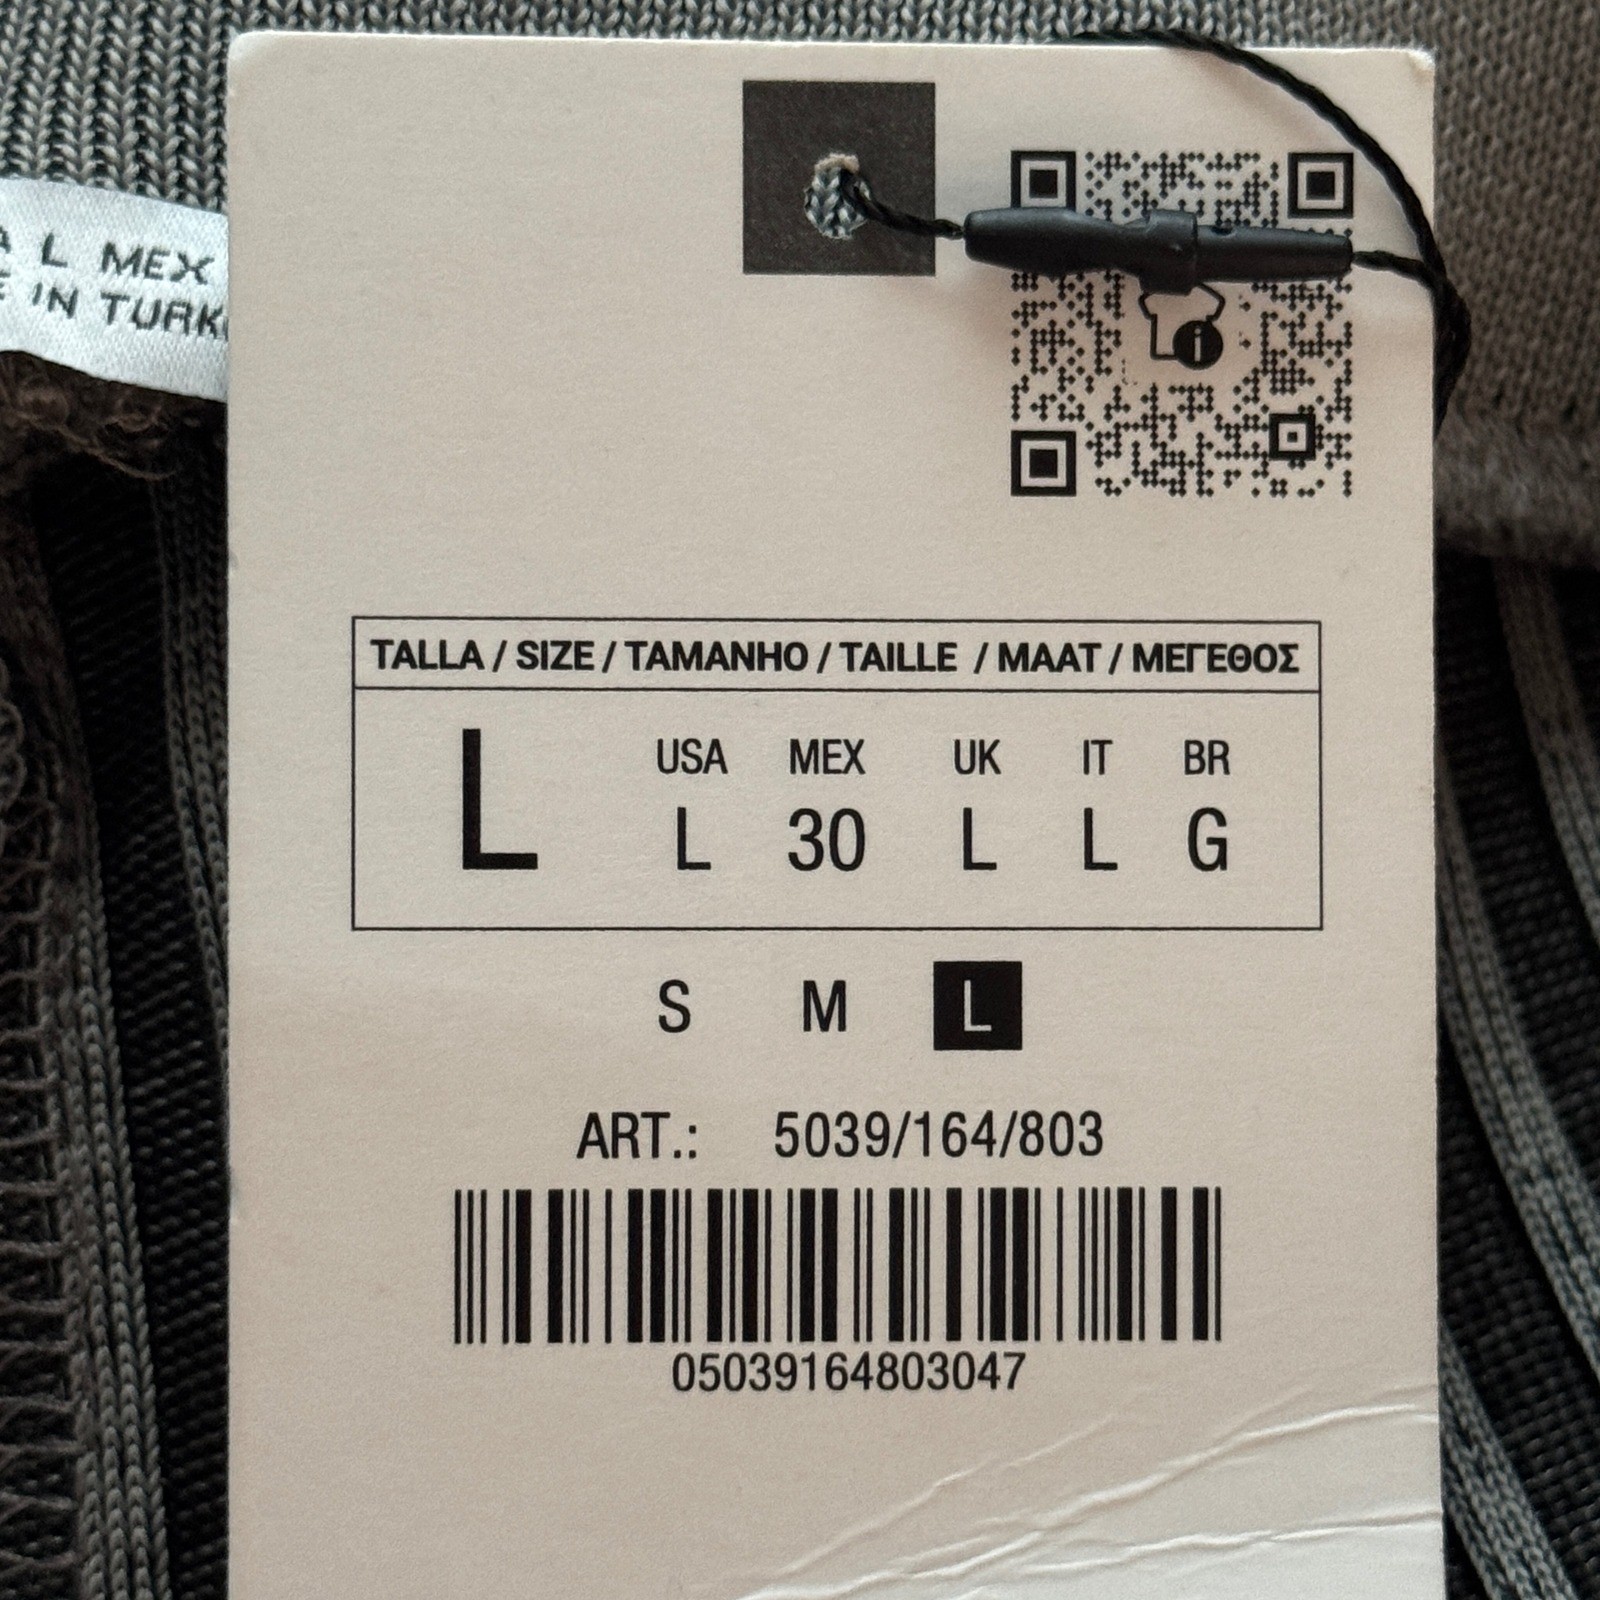 L MEX
IN TURK
i
TALLA / SIZE / TAMANHO / TAILLE / MAAT / ΜΕΓΕΘΟΣ
L
USA MEX UK IT BR
L 30 L L G
S M L
ART.: 5039/164/803
05039164803047